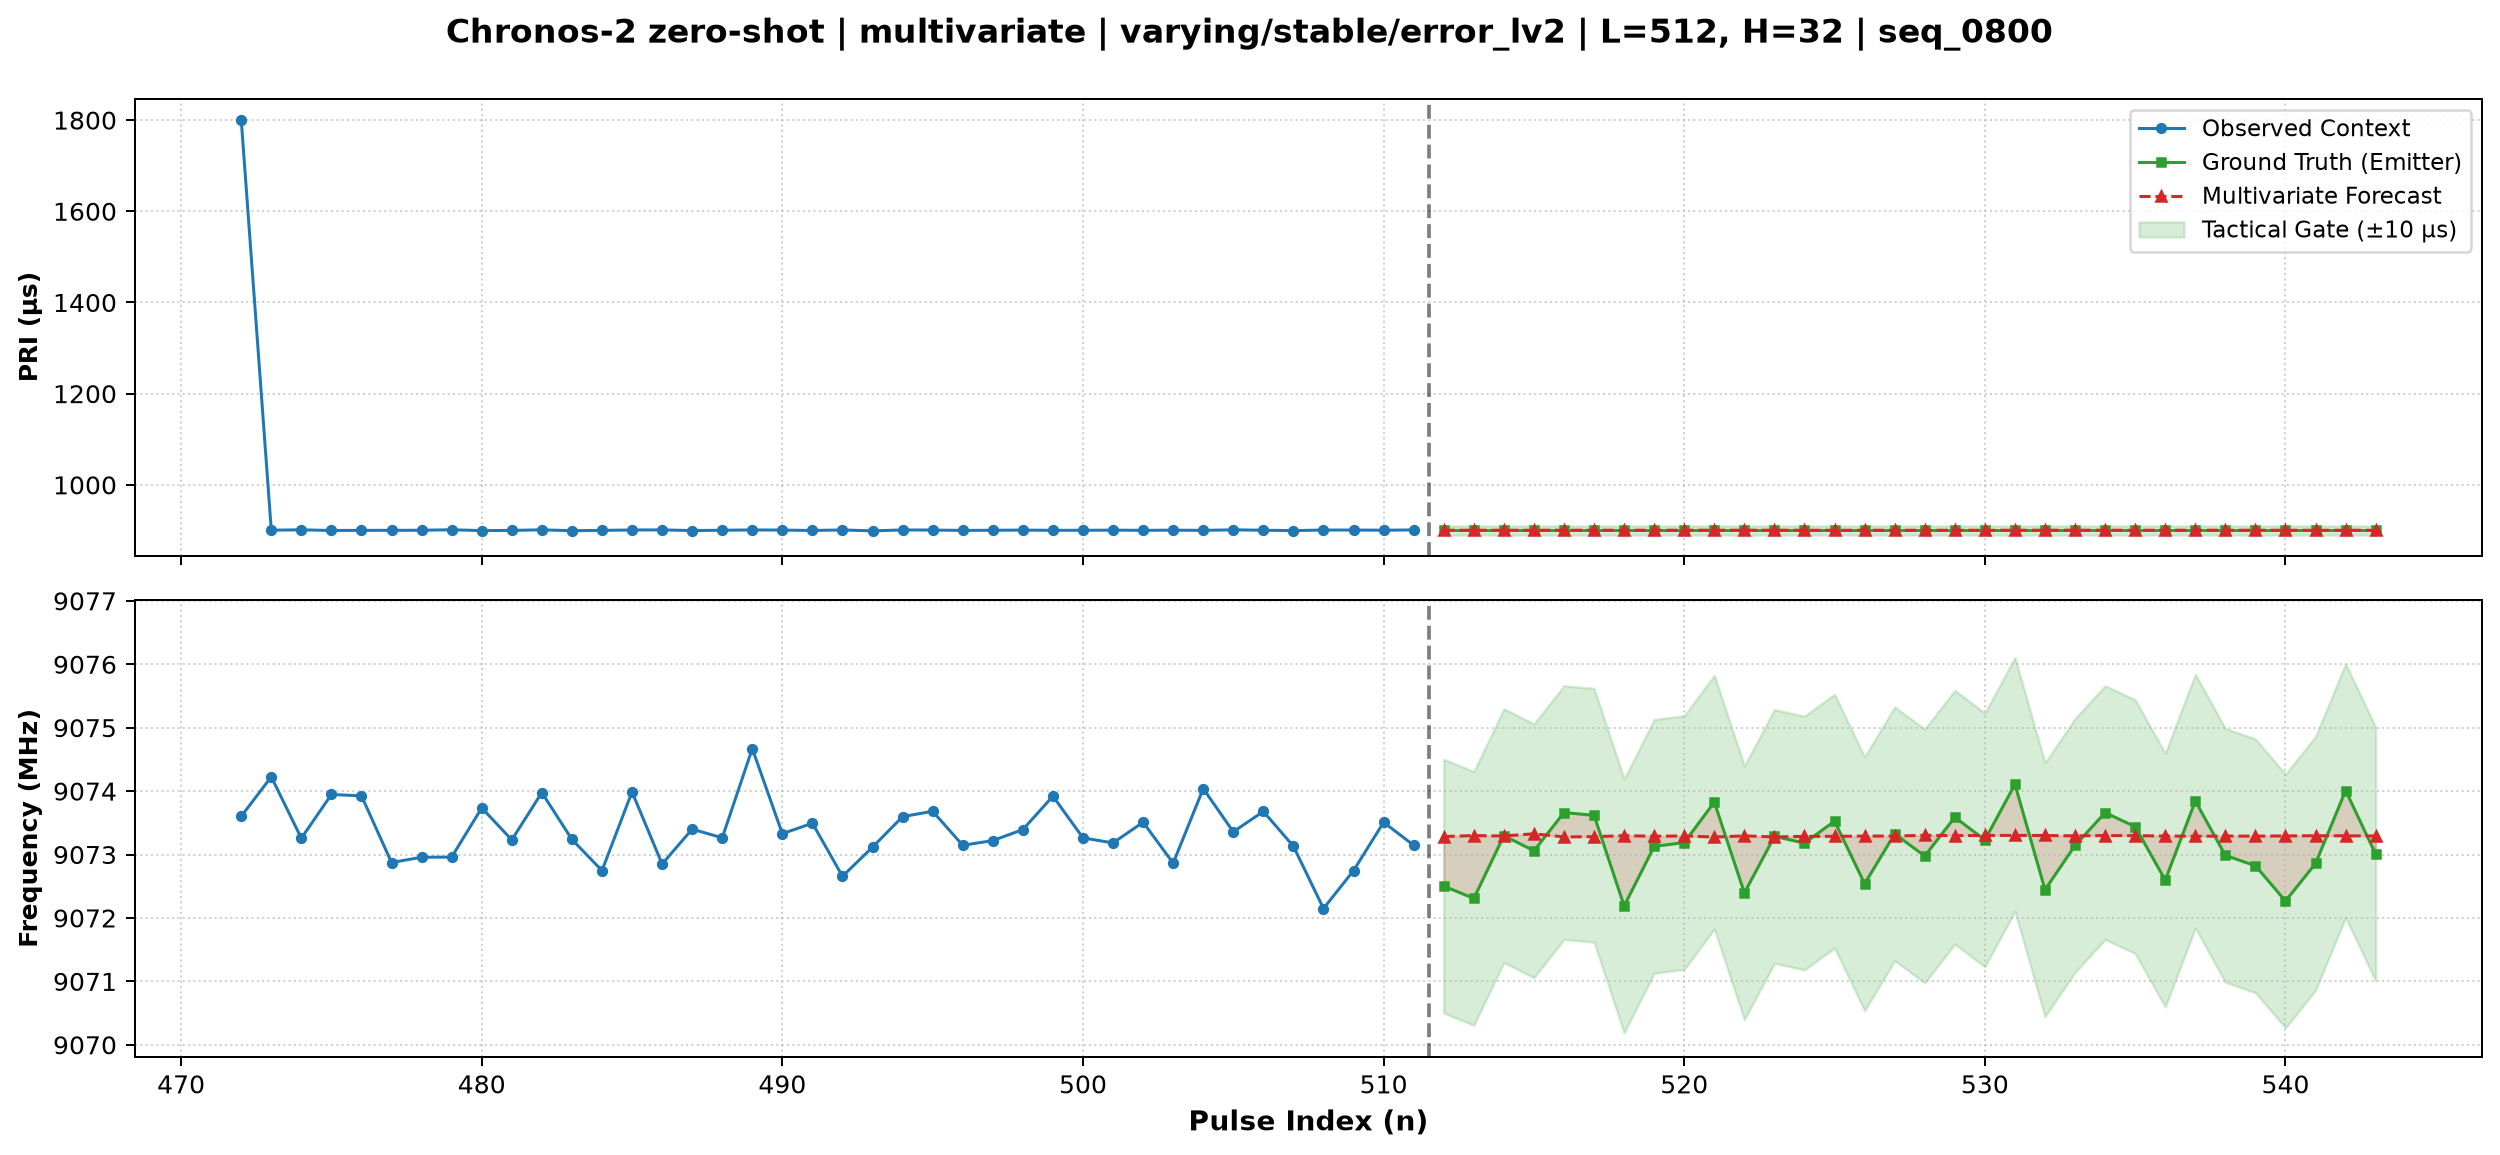 Chronos-2 zero-shot | multivariate | varying/stable/error_lv2 | L=512, H=32 | seq_0800
PRI (μs)
1800
1600
1400
1200
1000
Observed Context
Ground Truth (Emitter)
Multivariate Forecast
Tactical Gate (±10 μs)
Frequency (MHz)
9077
9076
9075
9074
9073
9072
9071
9070
470 480 490 500 510 520 530 540
Pulse Index (n)